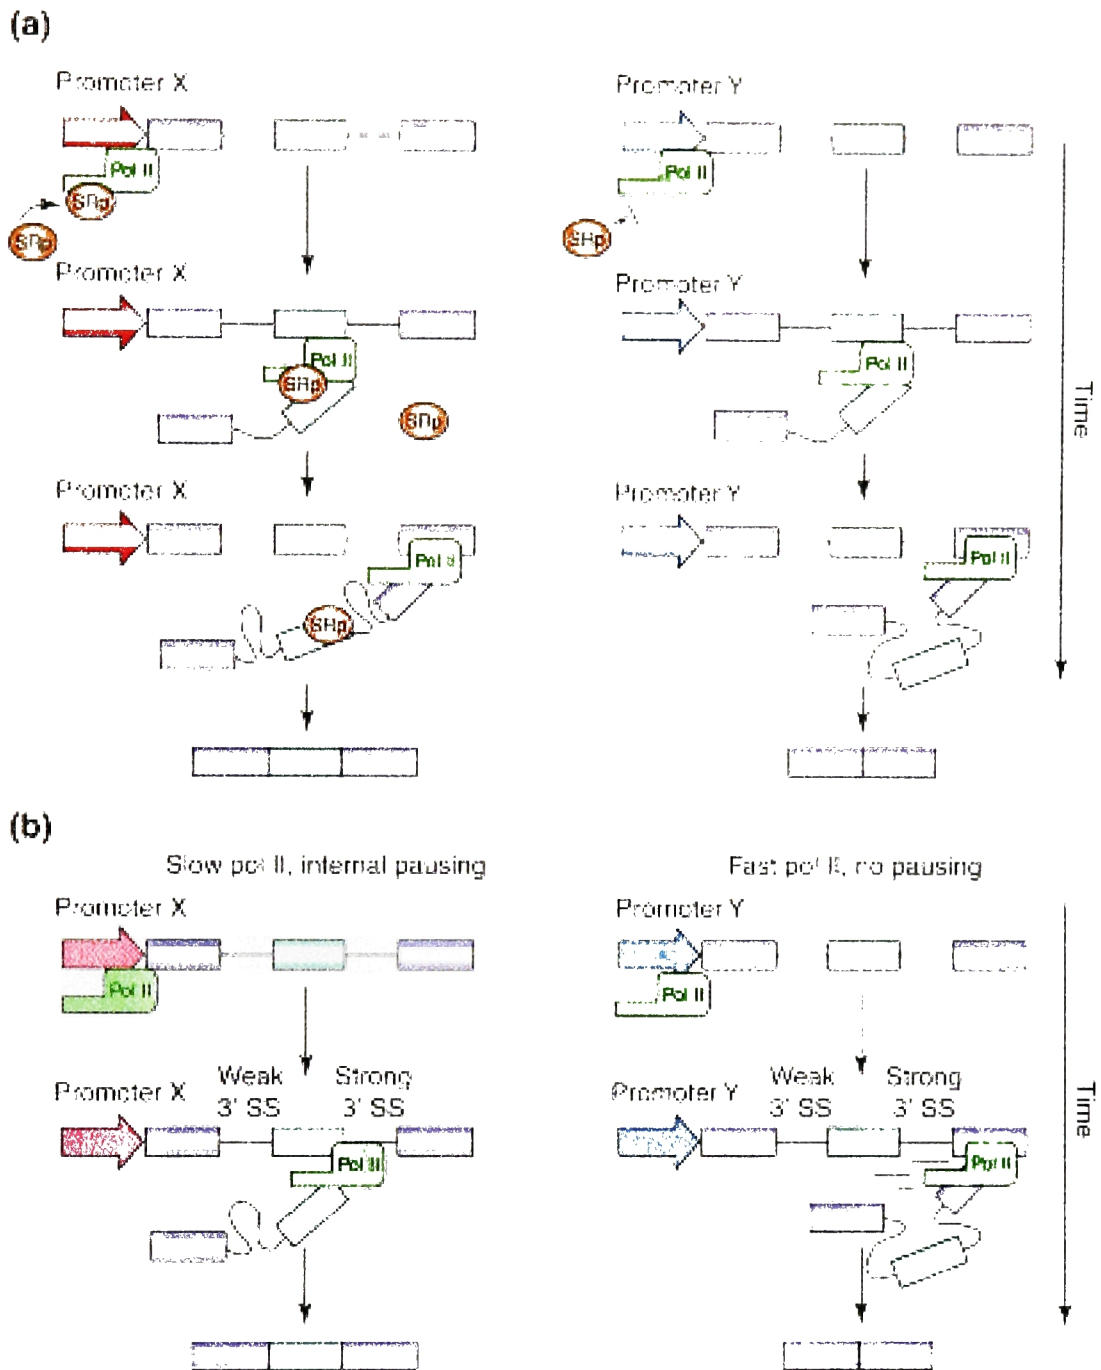 (a)
Promoter X
Promoter Y
Pol II
Pol II
SRp
SRp
SRp
Promoter X
Promoter Y
Pol II
Pol II
SRp
SRp
Time
Promoter X
Promoter Y
Pol II
Pol II
SRp
(b)
Slow pol II, internal pausing
Fast pol II, no pausing
Promoter X
Promoter Y
Pol II
Pol II
Weak
Strong
Weak
Strong
Promoter X
3' SS
3' SS
Promoter Y
3' SS
3' SS
Time
Pol II
Pol II